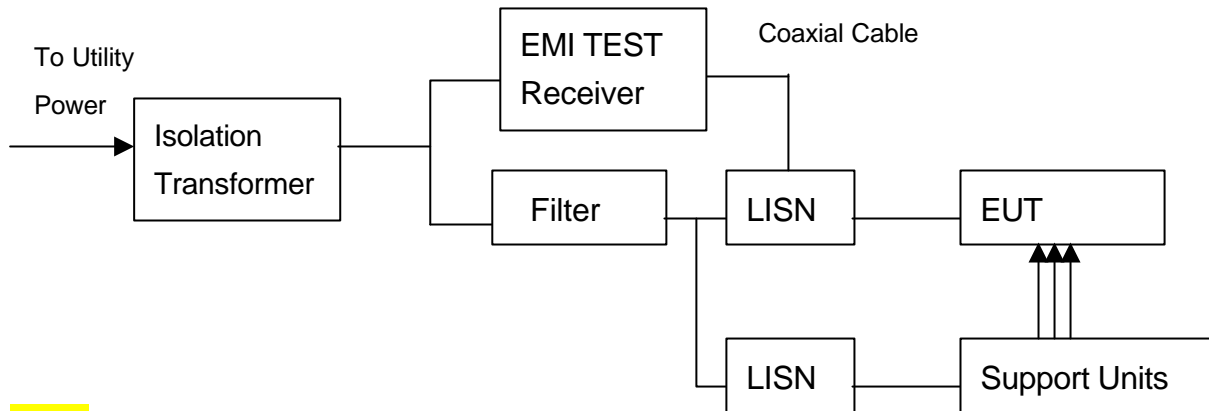 To Utility
Power
Isolation
Transformer
EMI TEST
Receiver
Coaxial Cable
Filter
LISN
EUT
LISN
Support Units